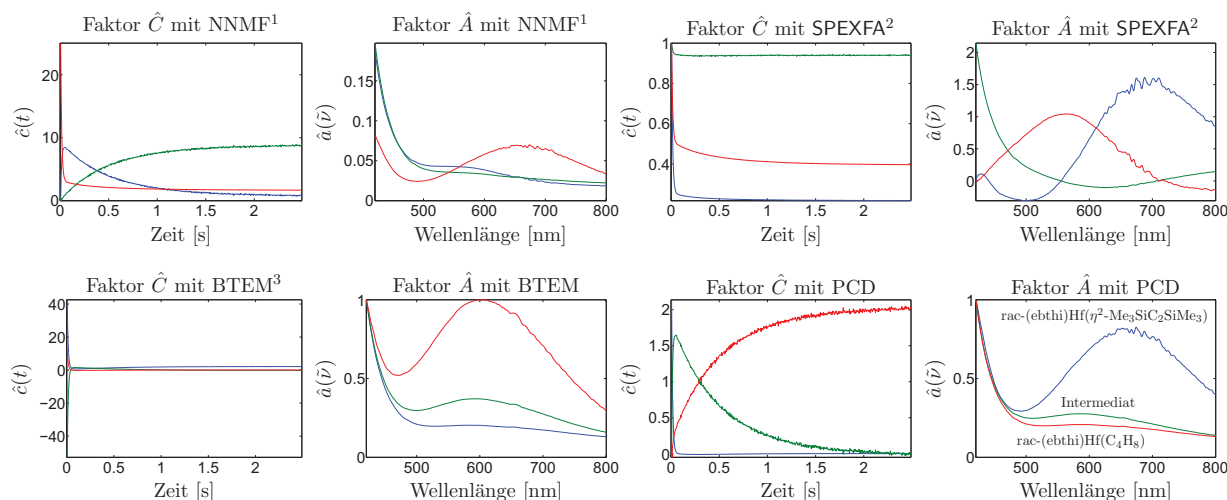 Faktor Ĉ mit NNMF¹
Faktor Â mit NNMF¹
Faktor Ĉ mit SPEXFA²
Faktor Â mit SPEXFA²
ĉ(t)
20
10
0
0
0.5
1
1.5
2
Zeit [s]
â(ν̃)
0.15
0.1
0.05
0
500
600
700
800
Wellenlänge [nm]
ĉ(t)
1
0.8
0.6
0.4
0
0.5
1
1.5
2
Zeit [s]
â(ν̃)
2
1.5
1
0.5
0
500
600
700
800
Wellenlänge [nm]
Faktor Ĉ mit BTEM³
Faktor Â mit BTEM
Faktor Ĉ mit PCD
Faktor Â mit PCD
ĉ(t)
40
20
0
−20
−40
0
0.5
1
1.5
2
Zeit [s]
â(ν̃)
1
0.5
0
500
600
700
800
Wellenlänge [nm]
ĉ(t)
2
1.5
1
0.5
0
0
0.5
1
1.5
2
Zeit [s]
â(ν̃)
1
0.5
0
rac-(ebthi)Hf(η²-Me₃SiC₂SiMe₃)
Intermediat
rac-(ebthi)Hf(C₄H₈)
500
600
700
800
Wellenlänge [nm]